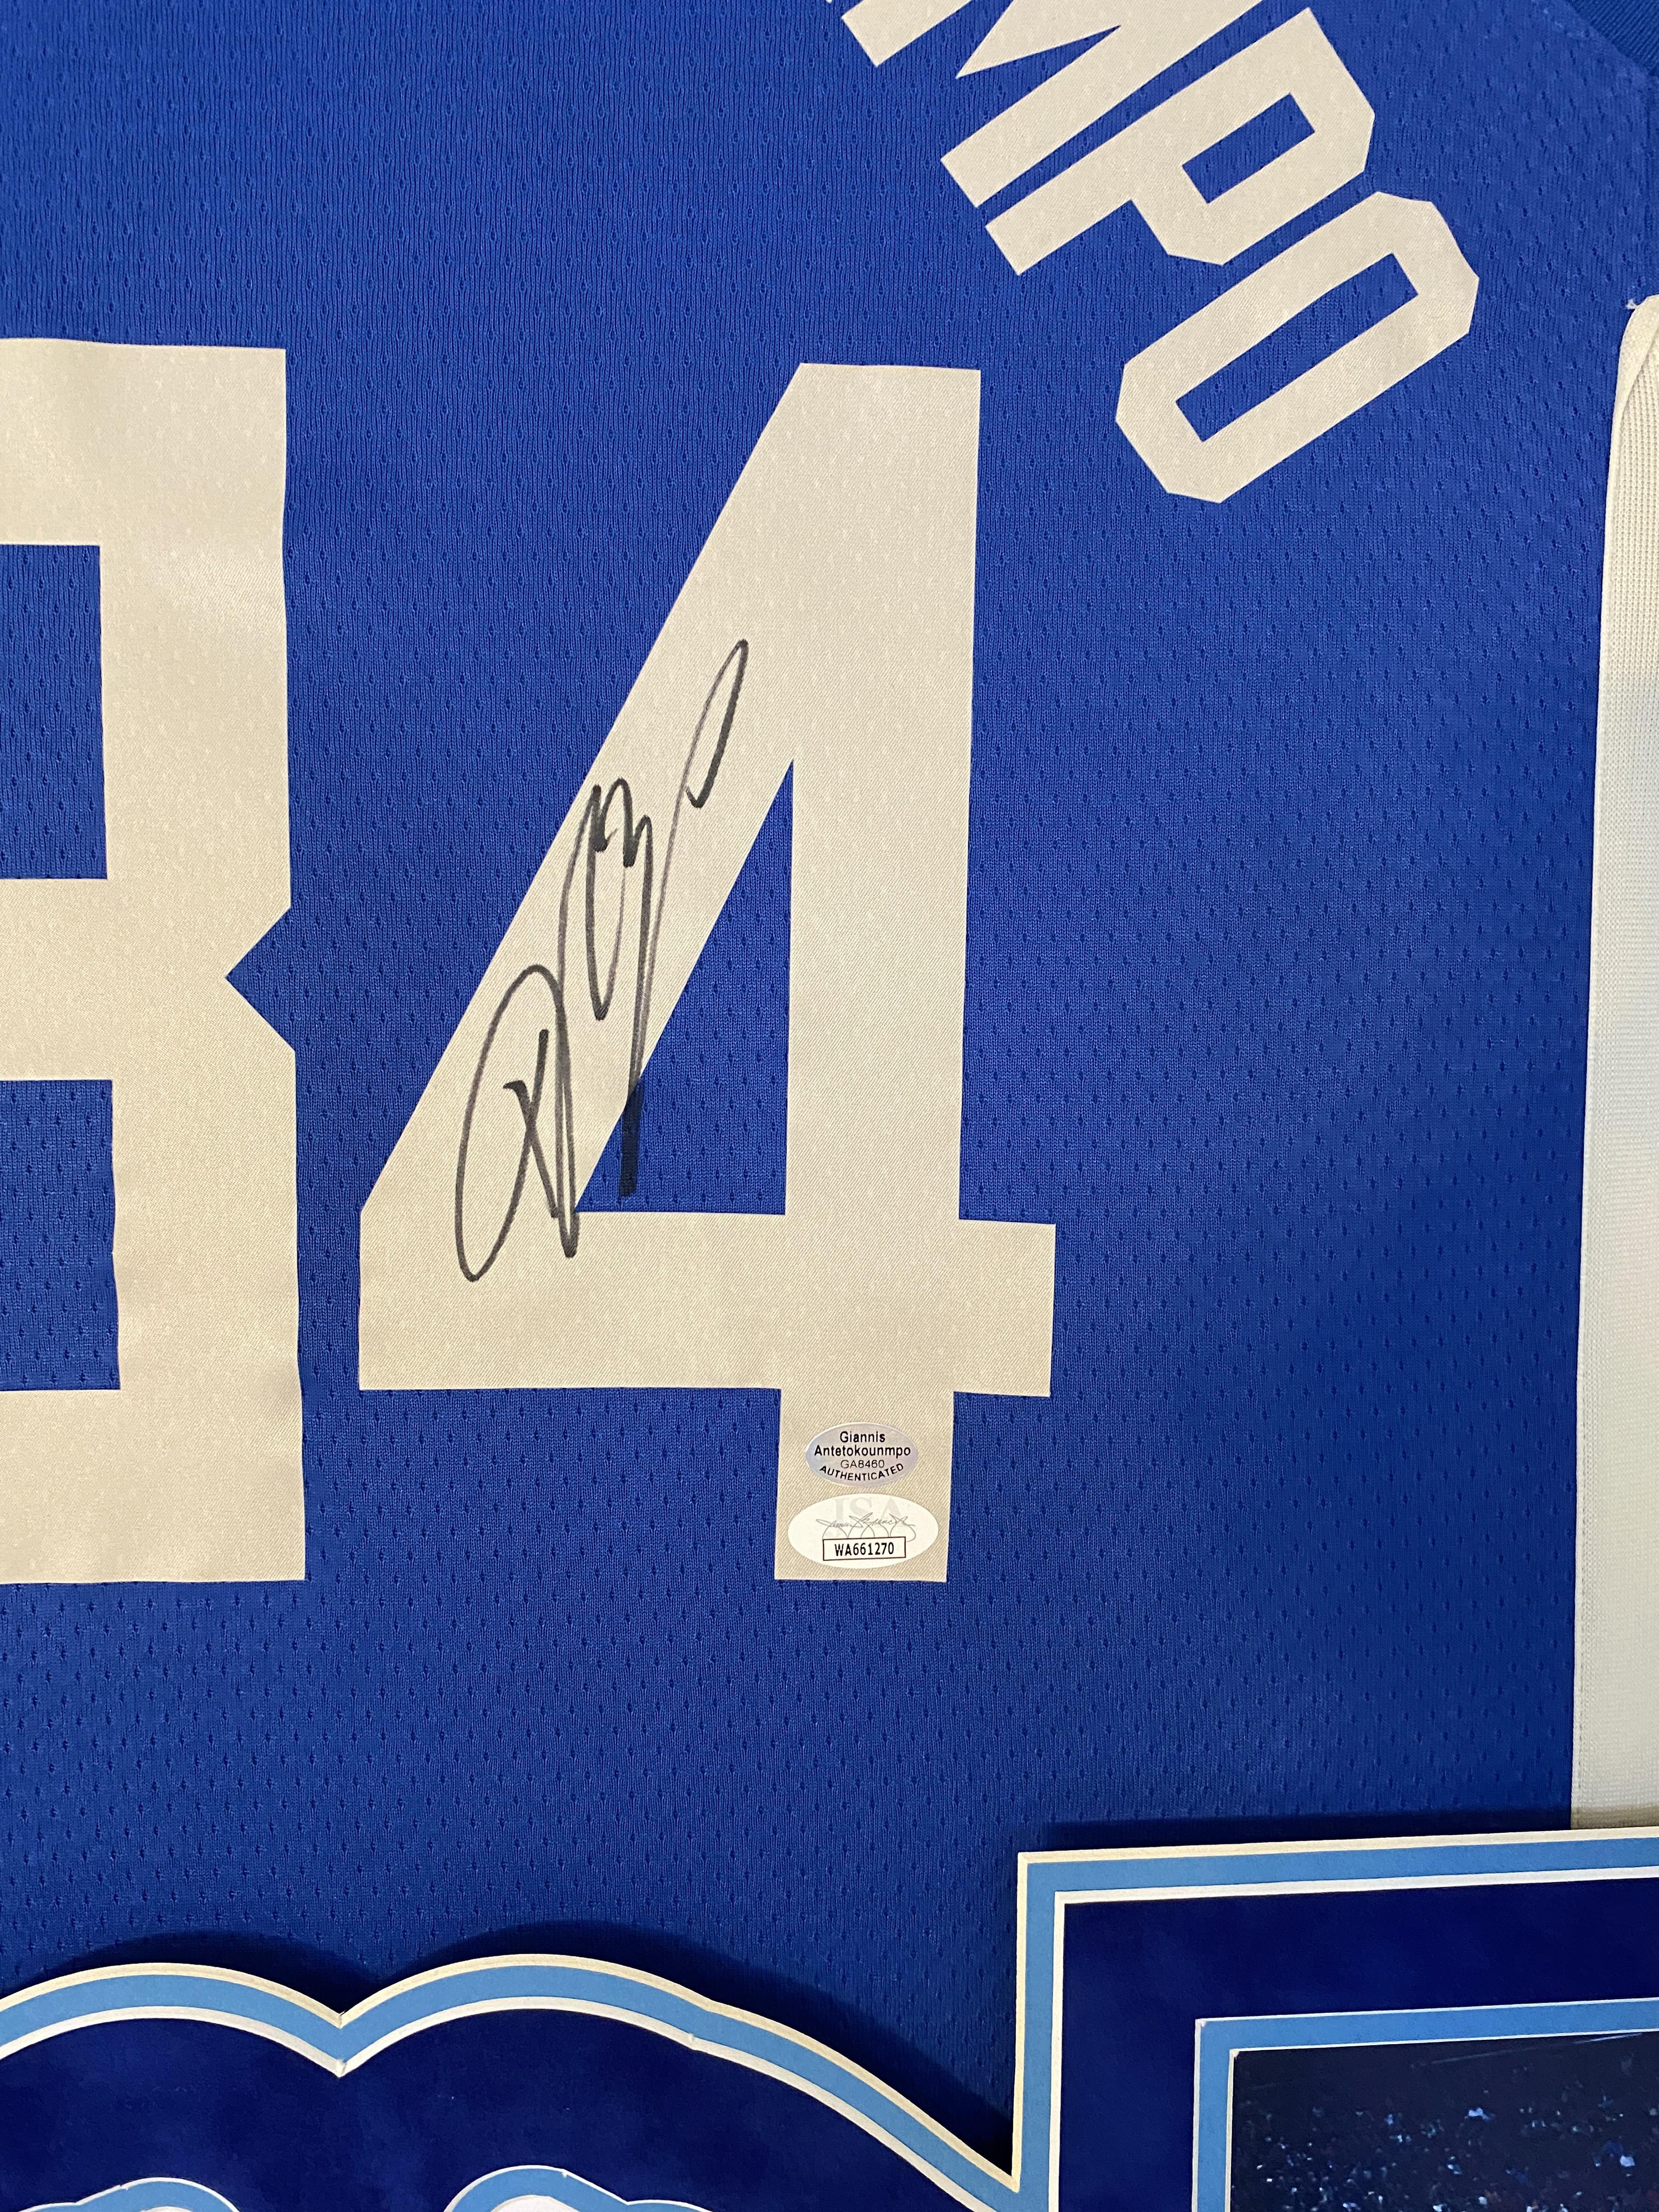 MPO
34
Giannis
Antetokounmpo
GA8460
AUTHENTICATED
JSA
WA661270